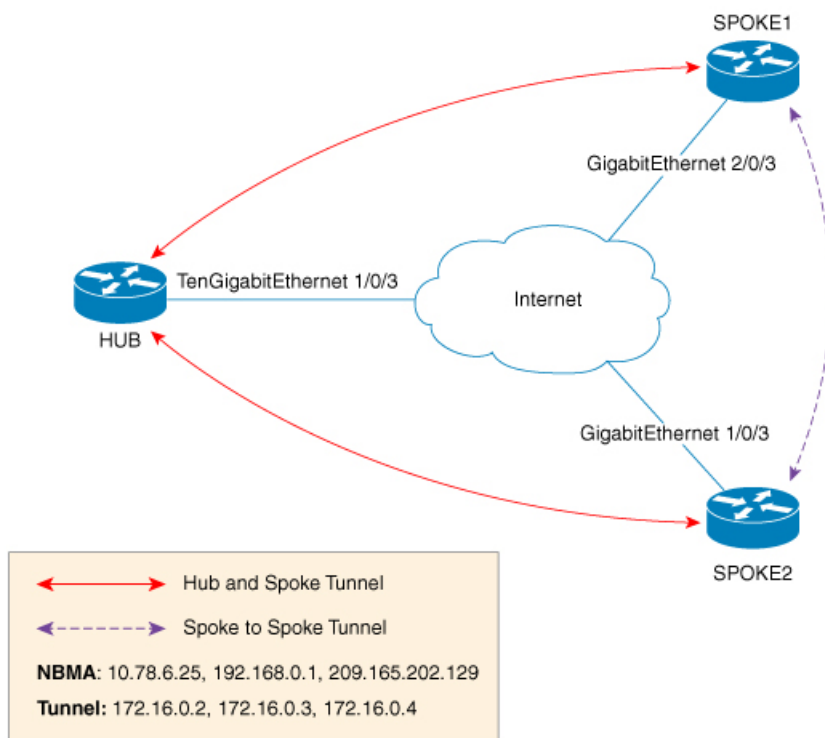 SPOKE1
GigabitEthernet 2/0/3
TenGigabitEthernet 1/0/3
Internet
HUB
GigabitEthernet 1/0/3
SPOKE2
Hub and Spoke Tunnel
Spoke to Spoke Tunnel
NBMA: 10.78.6.25, 192.168.0.1, 209.165.202.129
Tunnel: 172.16.0.2, 172.16.0.3, 172.16.0.4